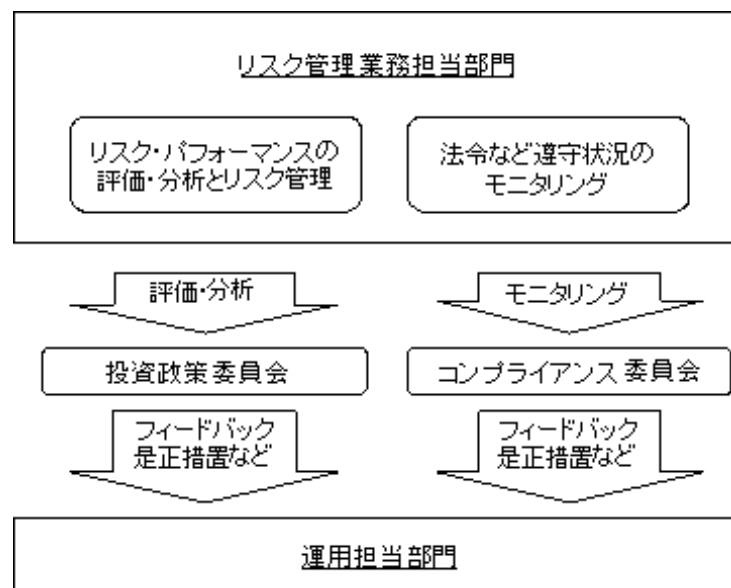 リスク管理業務担当部門
リスク・パフォーマンスの
評価・分析とリスク管理
法令など遵守状況の
モニタリング
評価・分析
モニタリング
投資政策委員会
コンプライアンス委員会
フィードバック
是正措置など
フィードバック
是正措置など
運用担当部門